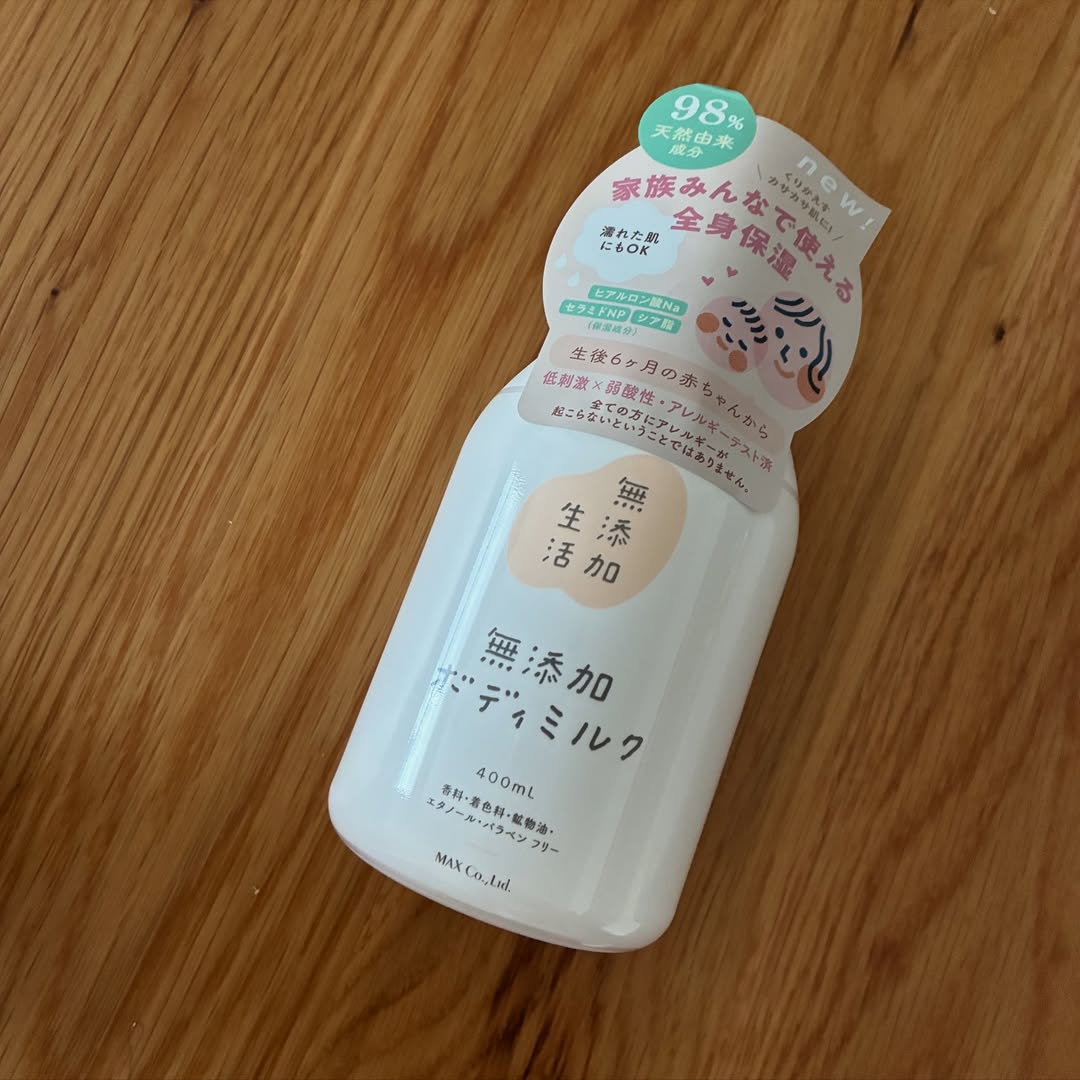 98%
天然由来
成分
new!
くりかえす
カサカサ肌に!
家族みんなで使える
全身保湿
濡れた肌
にもOK
ヒアルロン酸Na
セラミドNP シア脂
(保湿成分)
生後6ヶ月の赤ちゃんから
低刺激×弱酸性・アレルギーテスト済
全ての方にアレルギーが
起こらないということではありません。
無添加
生活
無添加
ボディミルク
400mL
香料・着色料・鉱物油・
エタノール・パラベン フリー
MAX Co.,Ltd.